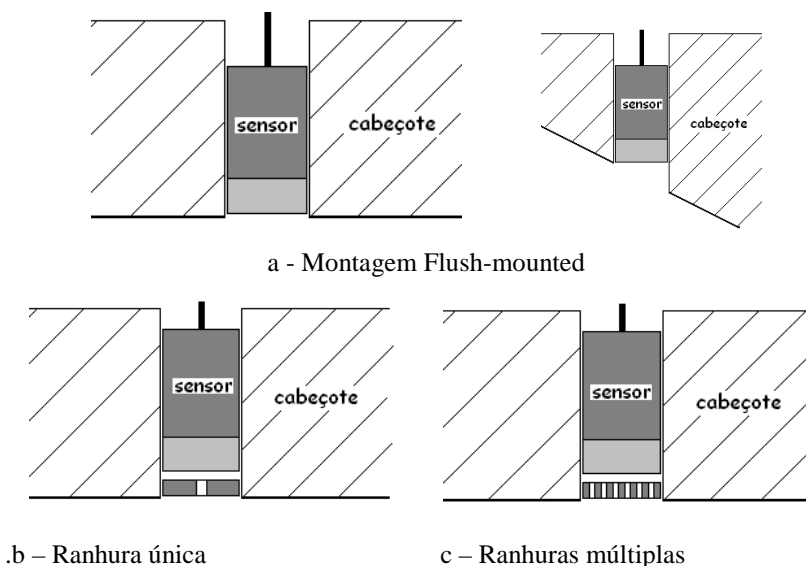 sensor cabeçote sensor cabeçote
a - Montagem Flush-mounted
sensor cabeçote sensor cabeçote
.b – Ranhura única c – Ranhuras múltiplas